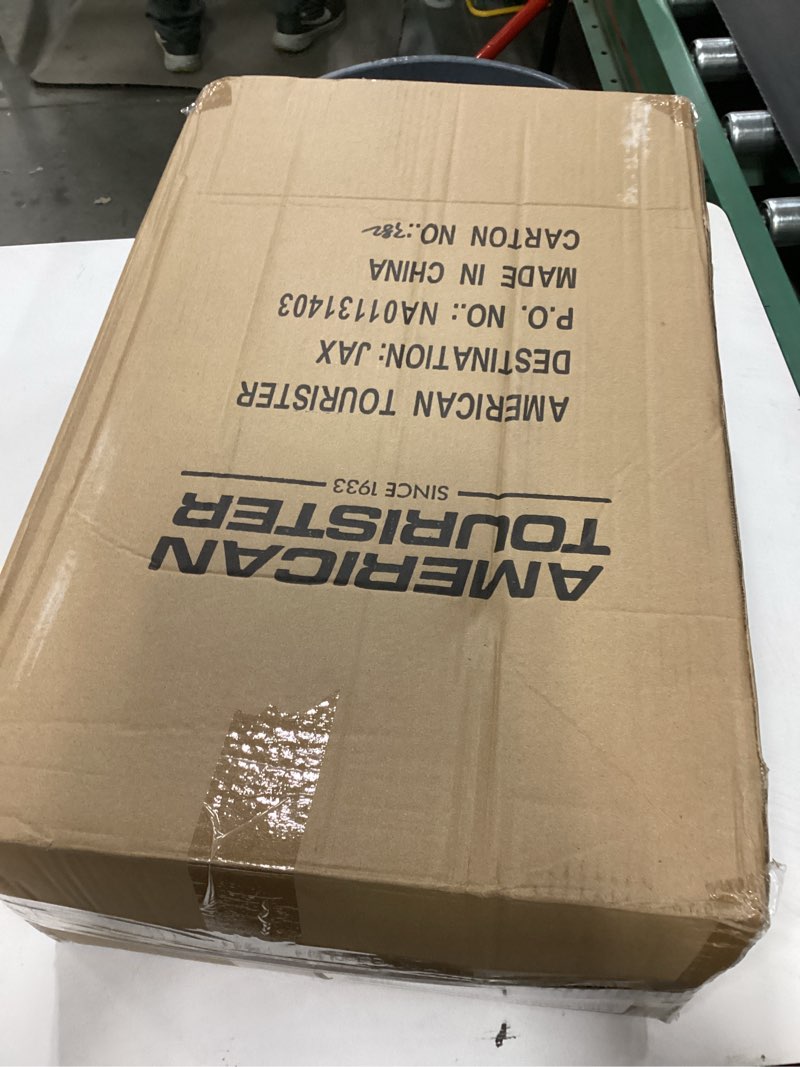 AMERICAN
TOURISTER
SINCE 1933
AMERICAN TOURISTER
DESTINATION: JAX
P.O. NO.: NA01131403
MADE IN CHINA
CARTON NO.: